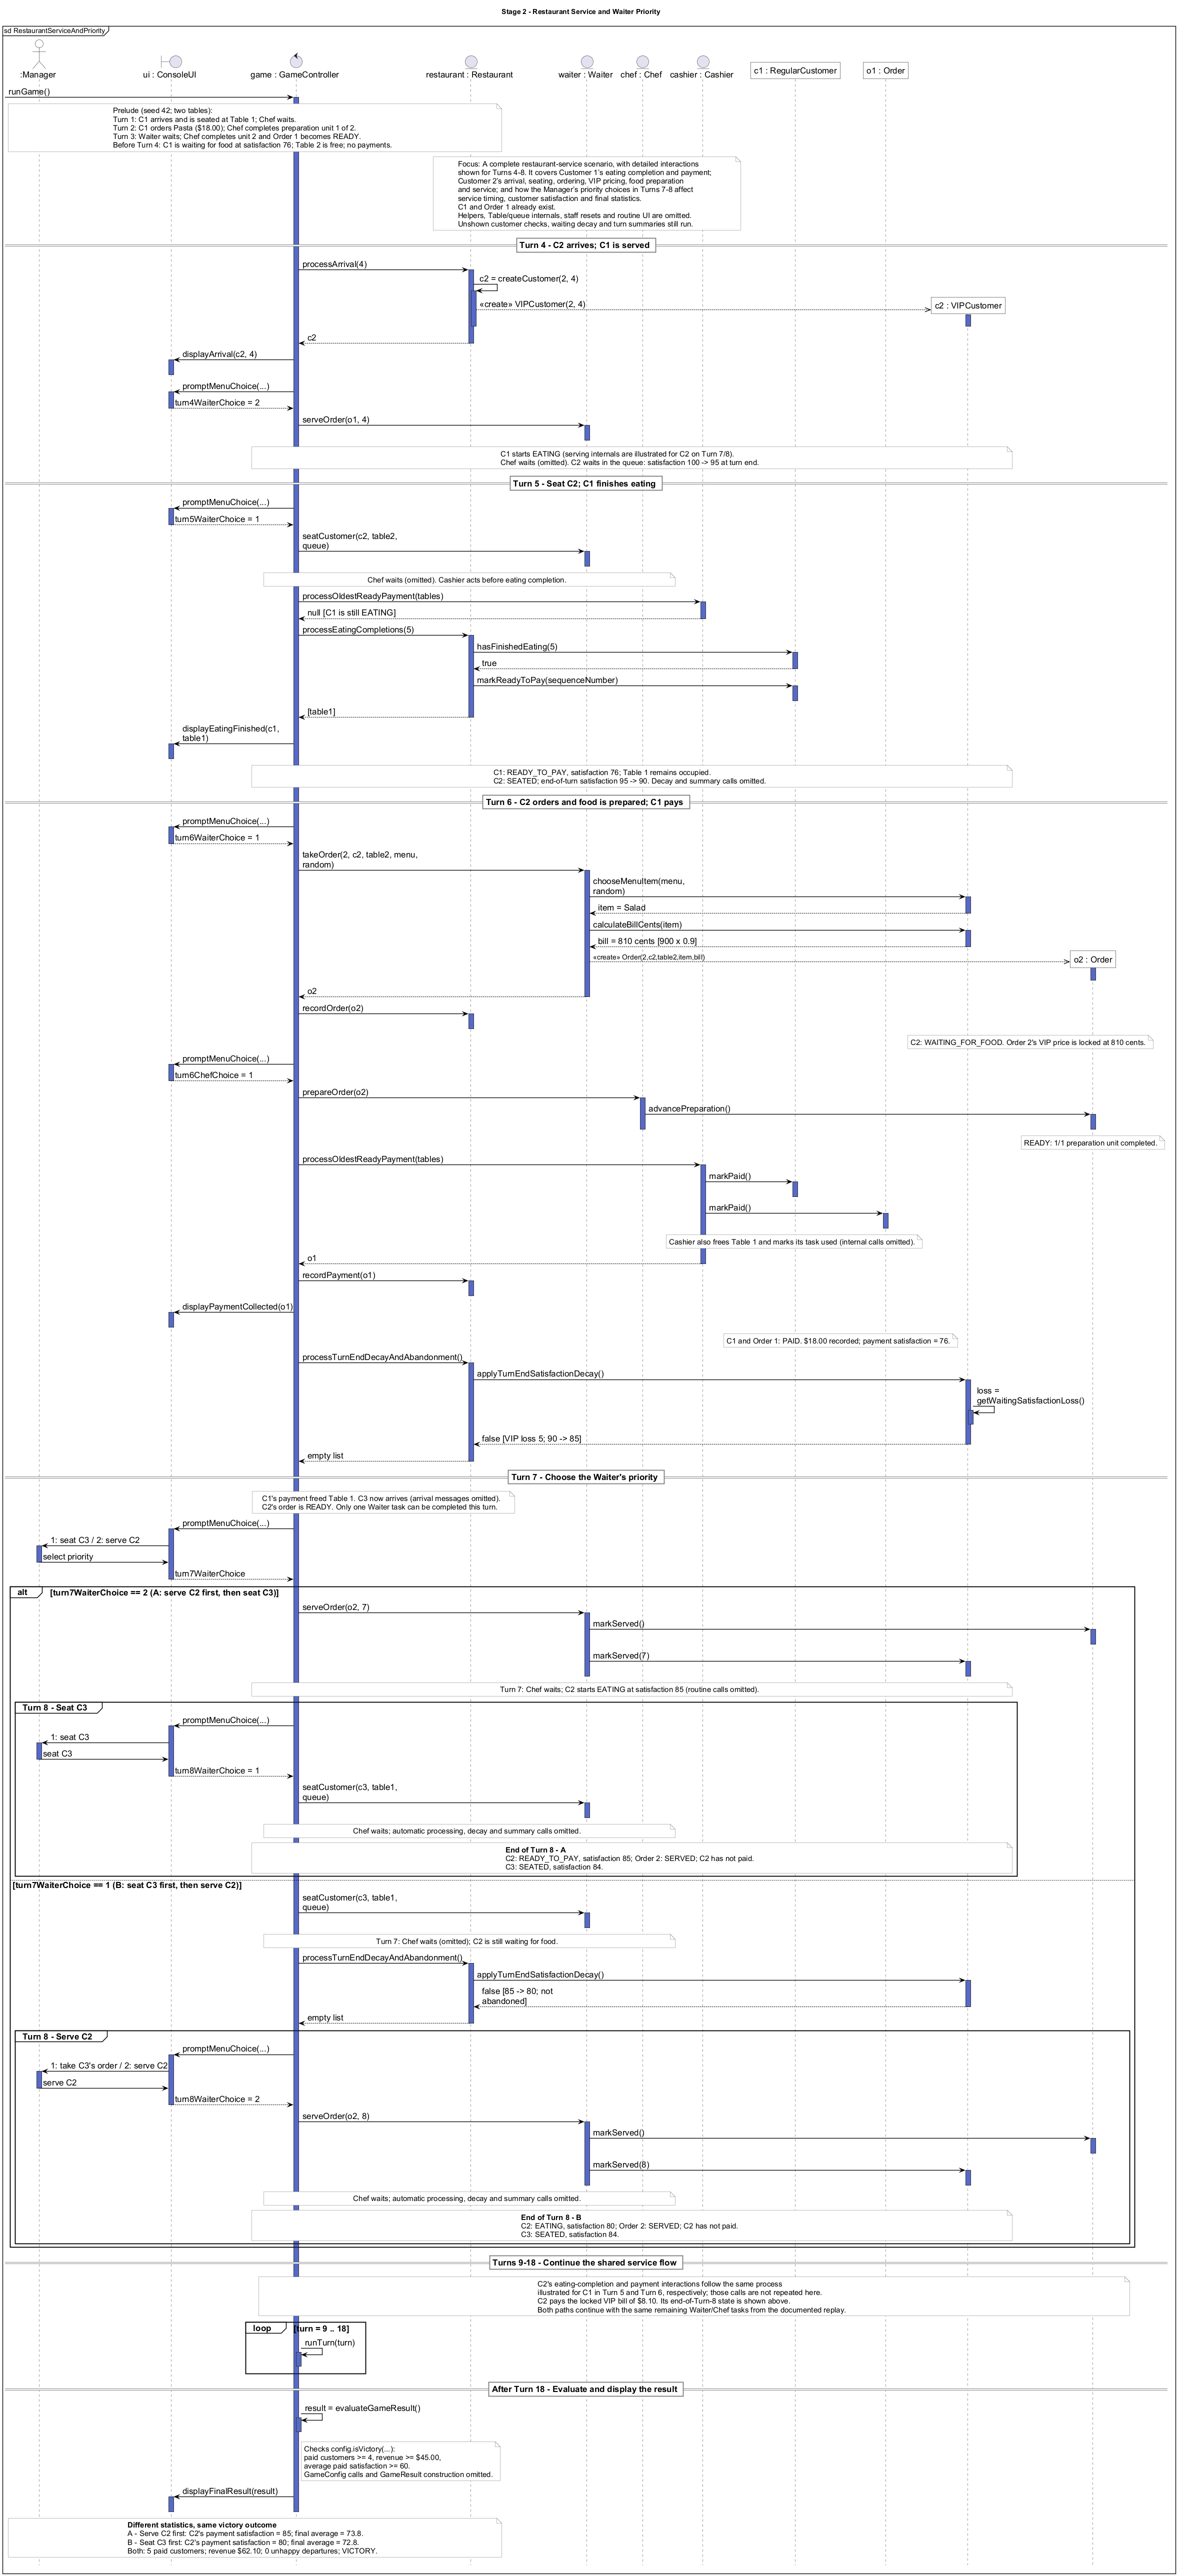 Stage 2 - Restaurant Service and Waiter Priority
sd RestaurantServiceAndPriority
:Manager
ui : ConsoleUI
game : GameController
restaurant : Restaurant
waiter : Waiter
chef : Chef
cashier : Cashier
c1 : RegularCustomer
o1 : Order
runGame()
Prelude (seed 42; two tables):
Turn 1: C1 arrives and is seated at Table 1; Chef waits.
Turn 2: C1 orders Pasta ($18.00); Chef completes preparation unit 1 of 2.
Turn 3: Waiter waits; Chef completes unit 2 and Order 1 becomes READY.
Before Turn 4: C1 is waiting for food at satisfaction 76; Table 2 is free; no payments.
Focus: A complete restaurant-service scenario, with detailed interactions
shown for Turns 4-8. It covers Customer 1's eating completion and payment;
Customer 2's arrival, seating, ordering, VIP pricing, food preparation
and service; and how the Manager's priority choices in Turns 7-8 affect
service timing, customer satisfaction and final statistics.
C1 and Order 1 already exist.
Helpers, Table/queue internals, staff resets and routine UI are omitted.
Unshown customer checks, waiting decay and turn summaries still run.
Turn 4 - C2 arrives; C1 is served
processArrival(4)
c2 = createCustomer(2, 4)
«create» VIPCustomer(2, 4)
c2 : VIPCustomer
c2
displayArrival(c2, 4)
promptMenuChoice(...)
turn4WaiterChoice = 2
serveOrder(o1, 4)
C1 starts EATING (serving internals are illustrated for C2 on Turn 7/8).
Chef waits (omitted). C2 waits in the queue: satisfaction 100 -> 95 at turn end.
Turn 5 - Seat C2; C1 finishes eating
promptMenuChoice(...)
turn5WaiterChoice = 1
seatCustomer(c2, table2,
queue)
Chef waits (omitted). Cashier acts before eating completion.
processOldestReadyPayment(tables)
null [C1 is still EATING]
processEatingCompletions(5)
hasFinishedEating(5)
true
markReadyToPay(sequenceNumber)
[table1]
displayEatingFinished(c1,
table1)
C1: READY_TO_PAY, satisfaction 76; Table 1 remains occupied.
C2: SEATED; end-of-turn satisfaction 95 -> 90. Decay and summary calls omitted.
Turn 6 - C2 orders and food is prepared; C1 pays
promptMenuChoice(...)
turn6WaiterChoice = 1
takeOrder(2, c2, table2, menu,
random)
chooseMenuItem(menu,
random)
item = Salad
calculateBillCents(item)
bill = 810 cents [900 x 0.9]
«create» Order(2,c2,table2,item,bill)
o2 : Order
o2
recordOrder(o2)
C2: WAITING_FOR_FOOD. Order 2's VIP price is locked at 810 cents.
promptMenuChoice(...)
turn6ChefChoice = 1
prepareOrder(o2)
advancePreparation()
READY: 1/1 preparation unit completed.
processOldestReadyPayment(tables)
markPaid()
markPaid()
Cashier also frees Table 1 and marks its task used (internal calls omitted).
o1
recordPayment(o1)
displayPaymentCollected(o1)
C1 and Order 1: PAID. $18.00 recorded; payment satisfaction = 76.
processTurnEndDecayAndAbandonment()
applyTurnEndSatisfactionDecay()
loss =
getWaitingSatisfactionLoss()
false [VIP loss 5; 90 -> 85]
empty list
Turn 7 - Choose the Waiter's priority
C1's payment freed Table 1. C3 now arrives (arrival messages omitted).
C2's order is READY. Only one Waiter task can be completed this turn.
promptMenuChoice(...)
1: seat C3 / 2: serve C2
select priority
turn7WaiterChoice
alt [turn7WaiterChoice == 2 (A: serve C2 first, then seat C3)]
serveOrder(o2, 7)
markServed()
markServed(7)
Turn 7: Chef waits; C2 starts EATING at satisfaction 85 (routine calls omitted).
Turn 8 - Seat C3
promptMenuChoice(...)
1: seat C3
seat C3
turn8WaiterChoice = 1
seatCustomer(c3, table1,
queue)
Chef waits; automatic processing, decay and summary calls omitted.
End of Turn 8 - A
C2: READY_TO_PAY, satisfaction 85; Order 2: SERVED; C2 has not paid.
C3: SEATED, satisfaction 84.
[turn7WaiterChoice == 1 (B: seat C3 first, then serve C2)]
seatCustomer(c3, table1,
queue)
Turn 7: Chef waits (omitted); C2 is still waiting for food.
processTurnEndDecayAndAbandonment()
applyTurnEndSatisfactionDecay()
false [85 -> 80; not
abandoned]
empty list
Turn 8 - Serve C2
promptMenuChoice(...)
1: take C3's order / 2: serve C2
serve C2
turn8WaiterChoice = 2
serveOrder(o2, 8)
markServed()
markServed(8)
Chef waits; automatic processing, decay and summary calls omitted.
End of Turn 8 - B
C2: EATING, satisfaction 80; Order 2: SERVED; C2 has not paid.
C3: SEATED, satisfaction 84.
Turns 9-18 - Continue the shared service flow
C2's eating-completion and payment interactions follow the same process
illustrated for C1 in Turn 5 and Turn 6, respectively; those calls are not repeated here.
C2 pays the locked VIP bill of $8.10. Its end-of-Turn-8 state is shown above.
Both paths continue with the same remaining Waiter/Chef tasks from the documented replay.
loop [turn = 9 .. 18]
runTurn(turn)
After Turn 18 - Evaluate and display the result
result = evaluateGameResult()
Checks config.isVictory(...):
paid customers >= 4, revenue >= $45.00,
average paid satisfaction >= 60.
GameConfig calls and GameResult construction omitted.
displayFinalResult(result)
Different statistics, same victory outcome
A - Serve C2 first: C2's payment satisfaction = 85; final average = 73.8.
B - Seat C3 first: C2's payment satisfaction = 80; final average = 72.8.
Both: 5 paid customers; revenue $62.10; 0 unhappy departures; VICTORY.